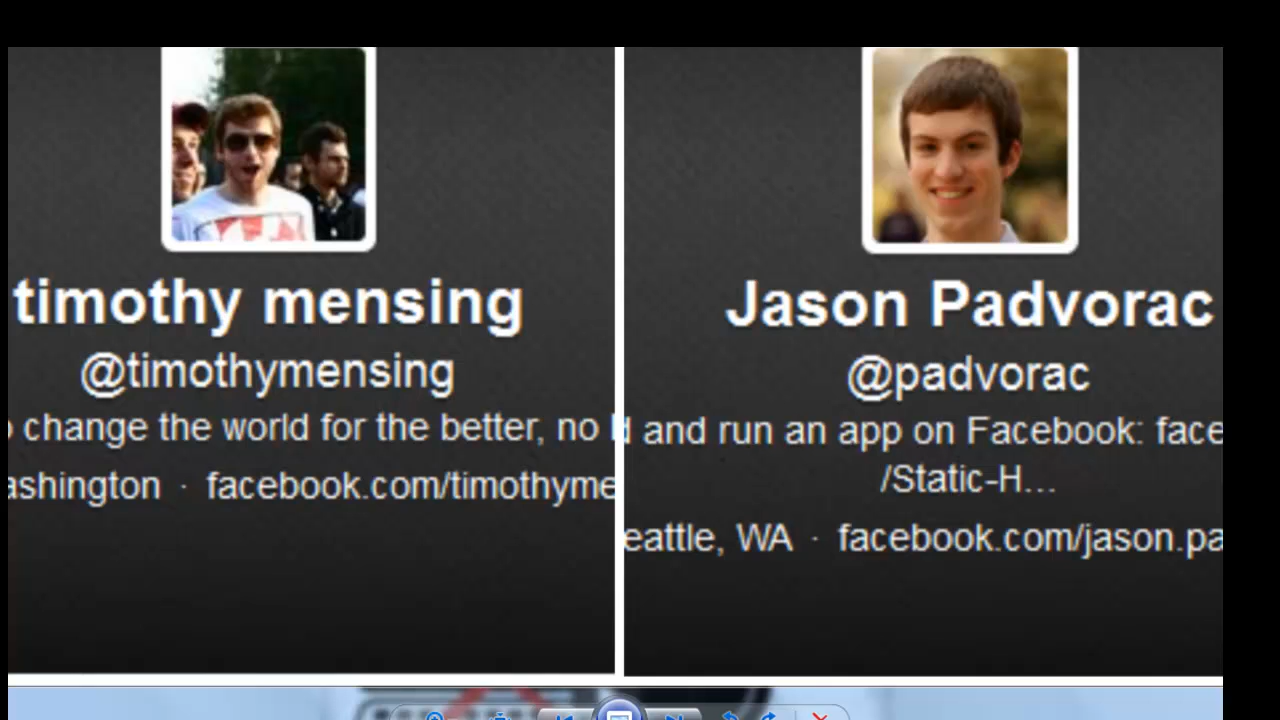 timothy mensing
@timothymensing
change the world for the better, no
ashington · facebook.com/timothyme
Jason Padvorac
@padvorac
d and run an app on Facebook: face
/Static-H...
eattle, WA · facebook.com/jason.pa